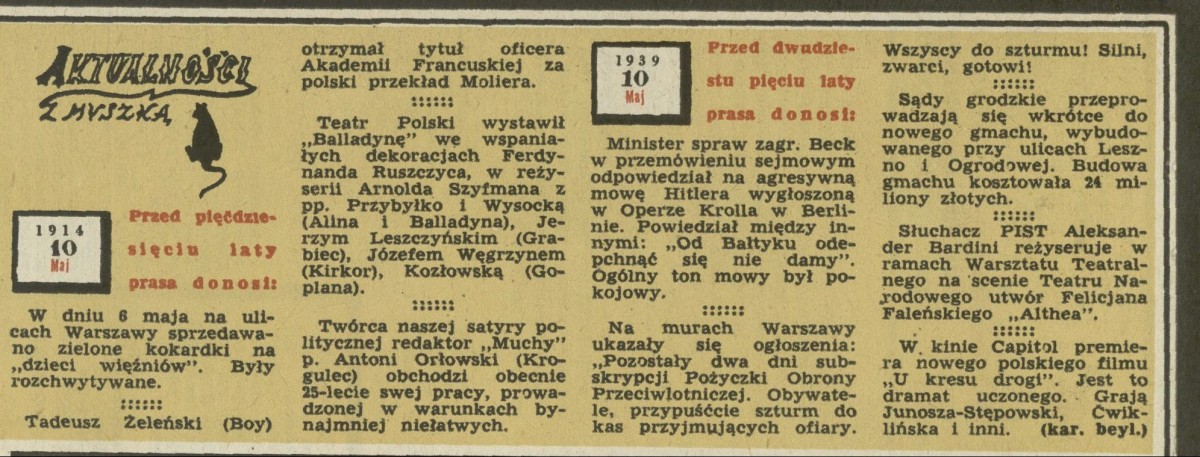 AKTUALNOŚCI
Z MYSZKĄ
1914
10
Maj
Przed pięćdzie-
sięciu laty
prasa donosi:
W dniu 6 maja na uli-
cach Warszawy sprzedawa-
no zielone kokardki na
„dzieci więźniów”. Były
rozchwytywane.
Tadeusz Żeleński (Boy)
otrzymał tytuł oficera
Akademii Francuskiej za
polski przekład Moliera.
Teatr Polski wystawił
„Balladynę” we wspania-
łych dekoracjach Ferdy-
nanda Ruszczyca, w reży-
serii Arnolda Szyfmana z
pp. Przybyłko i Wysocką
(Alina i Balladyna), Je-
rzym Leszczyńskim (Gra-
biec), Józefem Węgrzynem
(Kirkor), Kozłowską (Go-
plana).
Twórca naszej satyry po-
litycznej redaktor „Muchy”
p. Antoni Orłowski (Kro-
gulec) obchodzi obecnie
25-lecie swej pracy, prowa-
dzonej w warunkach by-
najmniej niełatwych.
1939
10
Maj
Przed dwudzie-
stu pięciu laty
prasa donosi:
Minister spraw zagr. Beck
w przemówieniu sejmowym
odpowiedział na agresywną
mowę Hitlera wygłoszoną
w Operze Krolla w Berli-
nie. Powiedział między in-
nymi: „Od Bałtyku ode-
pchnąć się nie damy”.
Ogólny ton mowy był po-
kojowy.
Na murach Warszawy
ukazały się ogłoszenia:
„Pozostały dwa dni sub-
skrypcji Pożyczki Obrony
Przeciwlotniczej. Obywate-
le, przypuśćcie szturm do
kas przyjmujących ofiary.
Wszyscy do szturmu! Silni,
zwarci, gotowi!
Sądy grodzkie przepro-
wadzają się wkrótce do
nowego gmachu, wybudo-
wanego przy ulicach Lesz-
no i Ogrodowej. Budowa
gmachu kosztowała 24 mi-
liony złotych.
Słuchacz PIST Aleksan-
der Bardini reżyseruje w
ramach Warsztatu Teatral-
nego na scenie Teatru Na-
rodowego utwór Felicjana
Faleńskiego „Althea”.
W kinie Capitol premie-
ra nowego polskiego filmu
„U kresu drogi”. Jest to
dramat uczonego. Grają
Junosza-Stępowski, Ćwik-
lińska i inni. (kar. beyl.)